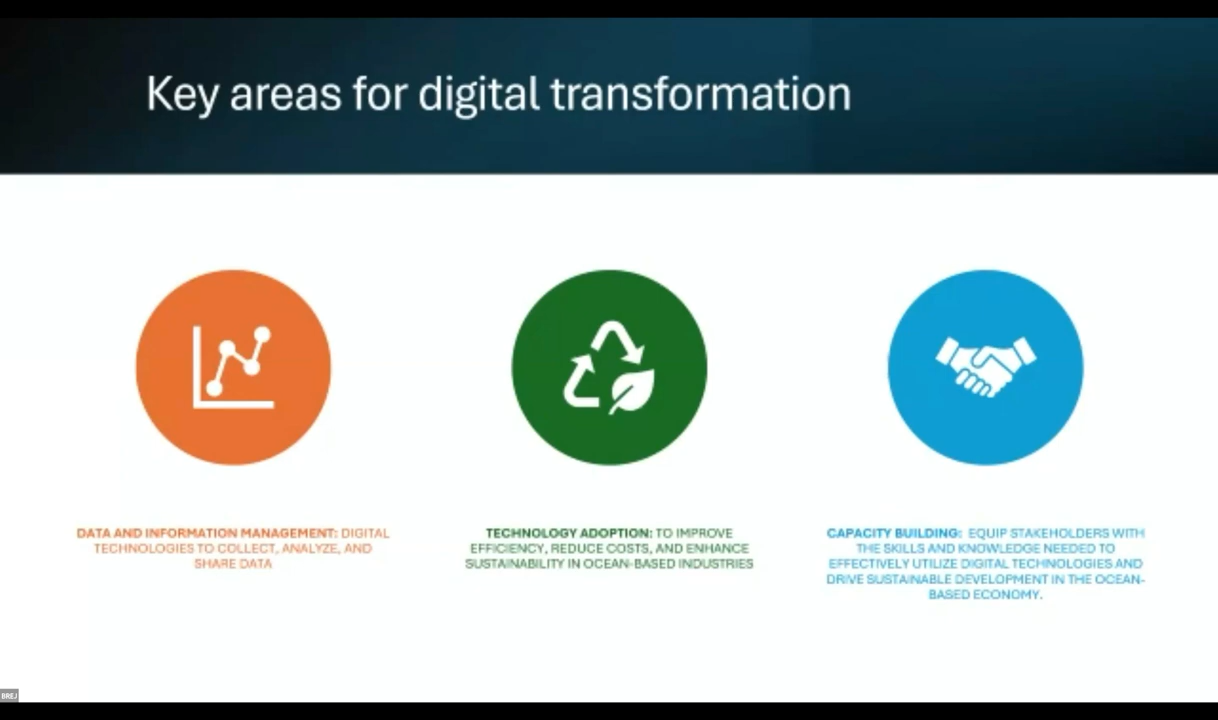 Key areas for digital transformation
DATA AND INFORMATION MANAGEMENT: DIGITAL
TECHNOLOGIES TO COLLECT, ANALYZE, AND
SHARE DATA
TECHNOLOGY ADOPTION: TO IMPROVE
EFFICIENCY, REDUCE COSTS, AND ENHANCE
SUSTAINABILITY IN OCEAN-BASED INDUSTRIES
CAPACITY BUILDING: EQUIP STAKEHOLDERS WITH
THE SKILLS AND KNOWLEDGE NEEDED TO
EFFECTIVELY UTILIZE DIGITAL TECHNOLOGIES AND
DRIVE SUSTAINABLE DEVELOPMENT IN THE OCEAN-
BASED ECONOMY.
BREJ